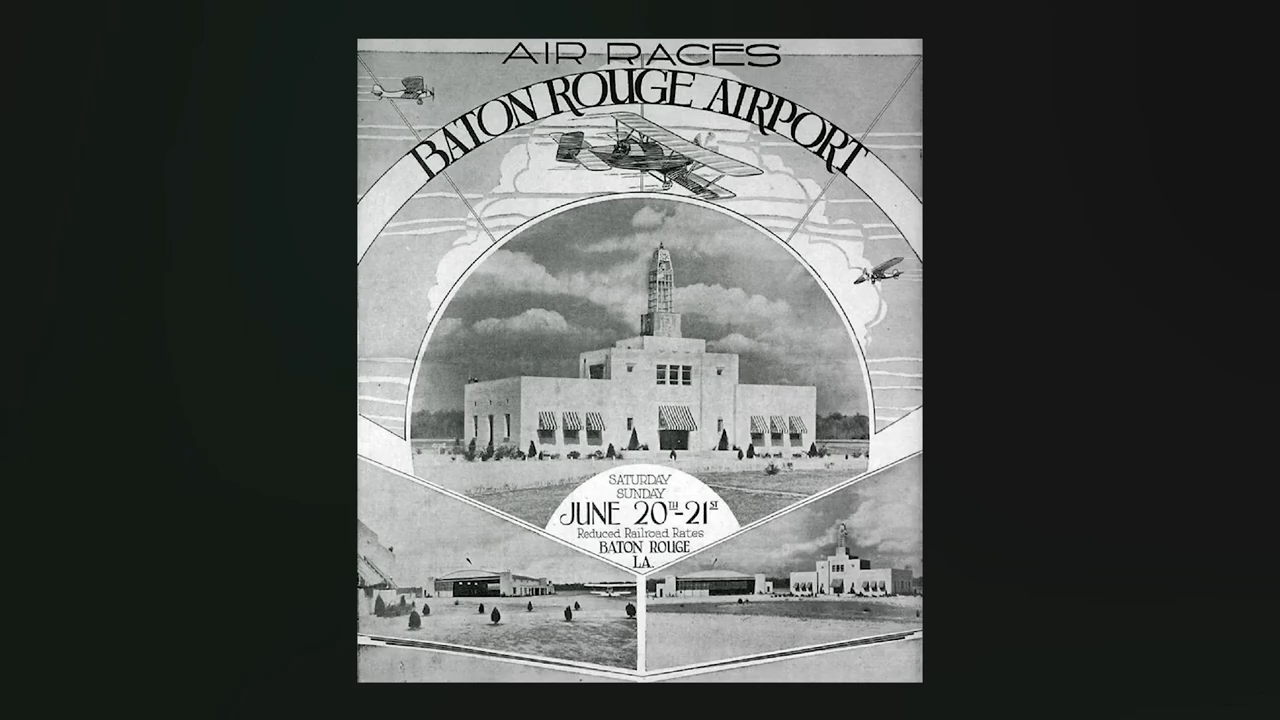 AIR RACES
BATON ROUGE AIRPORT
SATURDAY
SUNDAY
JUNE 20TH-21ST
Reduced Railroad Rates
BATON ROUGE
LA.